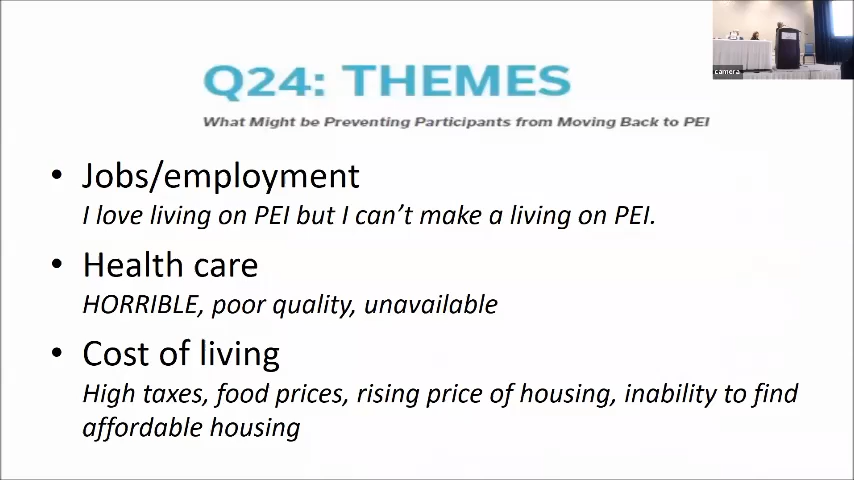 Q24: THEMES
What Might be Preventing Participants from Moving Back to PEI
camera
• Jobs/employment
I love living on PEI but I can't make a living on PEI.
• Health care
HORRIBLE, poor quality, unavailable
• Cost of living
High taxes, food prices, rising price of housing, inability to find
affordable housing